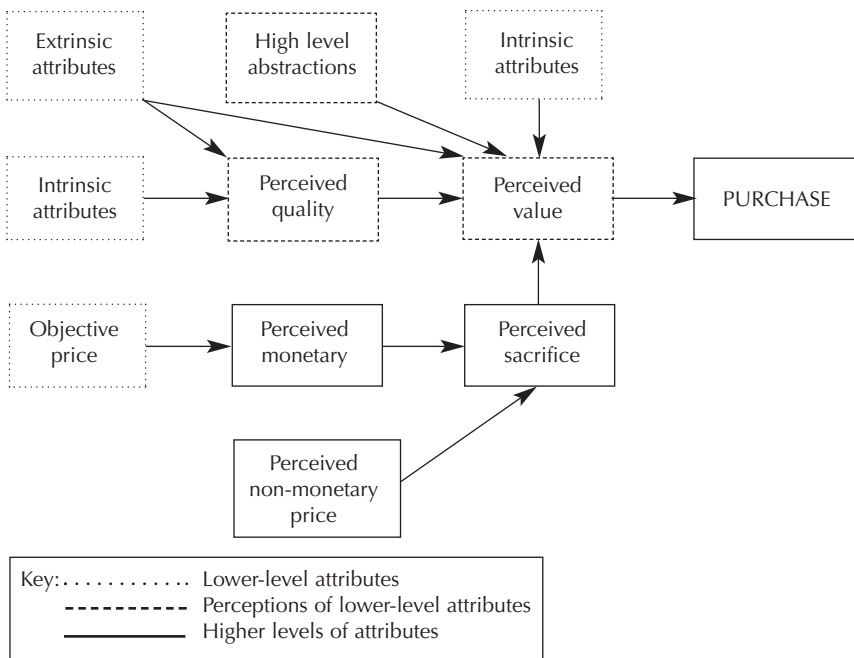 Extrinsic
attributes
High level
abstractions
Intrinsic
attributes
Intrinsic
attributes
Perceived
quality
Perceived
value
PURCHASE
Objective
price
Perceived
monetary
Perceived
sacrifice
Perceived
non-monetary
price
Key: . . . . . . . . . . . . Lower-level attributes
Perceptions of lower-level attributes
Higher levels of attributes